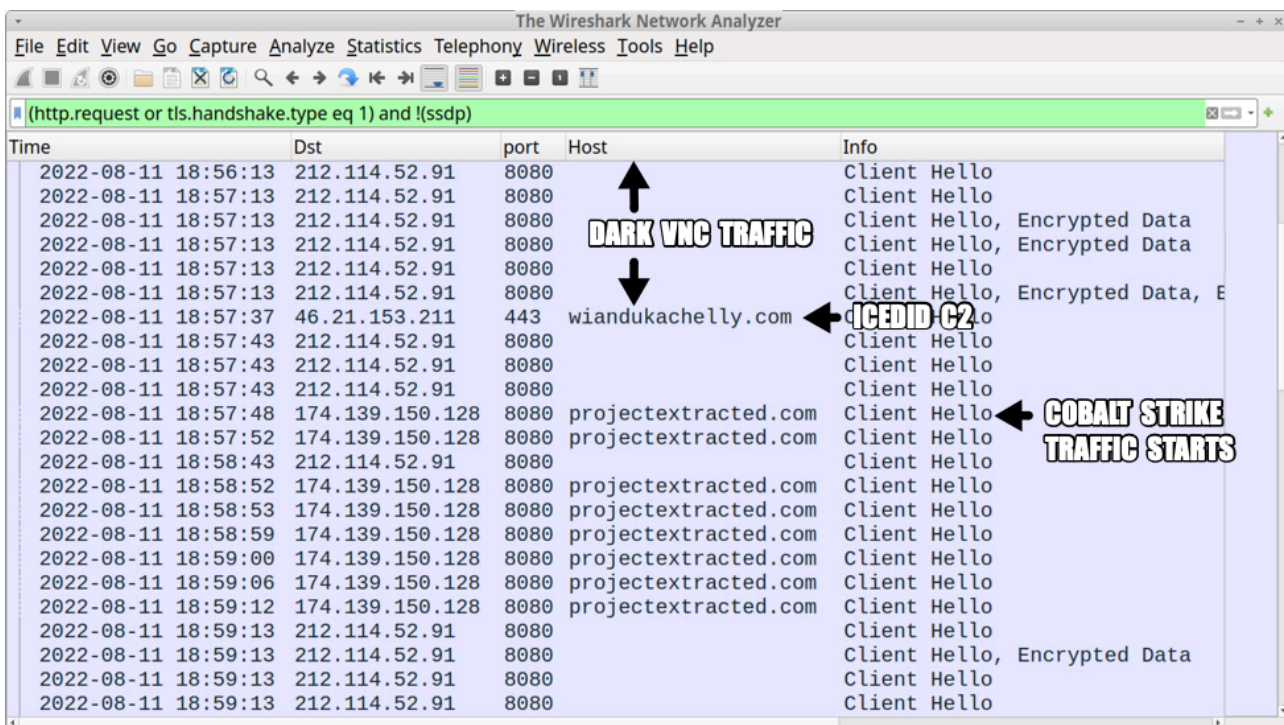 The Wireshark Network Analyzer
File Edit View Go Capture Analyze Statistics Telephony Wireless Tools Help
(http.request or tls.handshake.type eq 1) and !(ssdp)
Time Dst port Host Info
2022-08-11 18:56:13 212.114.52.91 8080 Client Hello
2022-08-11 18:57:13 212.114.52.91 8080 Client Hello
2022-08-11 18:57:13 212.114.52.91 8080 Client Hello, Encrypted Data
DARK VNC TRAFFIC
2022-08-11 18:57:13 212.114.52.91 8080 Client Hello, Encrypted Data
2022-08-11 18:57:13 212.114.52.91 8080 Client Hello
2022-08-11 18:57:13 212.114.52.91 8080 Client Hello, Encrypted Data, E
2022-08-11 18:57:37 46.21.153.211 443 wiandukachelly.com
ICEDID C2
2022-08-11 18:57:43 212.114.52.91 8080 Client Hello
2022-08-11 18:57:43 212.114.52.91 8080 Client Hello
2022-08-11 18:57:43 212.114.52.91 8080 Client Hello
2022-08-11 18:57:48 174.139.150.128 8080 projectextracted.com Client Hello
COBALT STRIKE
TRAFFIC STARTS
2022-08-11 18:57:52 174.139.150.128 8080 projectextracted.com Client Hello
2022-08-11 18:58:43 212.114.52.91 8080 Client Hello
2022-08-11 18:58:52 174.139.150.128 8080 projectextracted.com Client Hello
2022-08-11 18:58:53 174.139.150.128 8080 projectextracted.com Client Hello
2022-08-11 18:58:59 174.139.150.128 8080 projectextracted.com Client Hello
2022-08-11 18:59:00 174.139.150.128 8080 projectextracted.com Client Hello
2022-08-11 18:59:06 174.139.150.128 8080 projectextracted.com Client Hello
2022-08-11 18:59:12 174.139.150.128 8080 projectextracted.com Client Hello
2022-08-11 18:59:13 212.114.52.91 8080 Client Hello
2022-08-11 18:59:13 212.114.52.91 8080 Client Hello, Encrypted Data
2022-08-11 18:59:13 212.114.52.91 8080 Client Hello
2022-08-11 18:59:13 212.114.52.91 8080 Client Hello